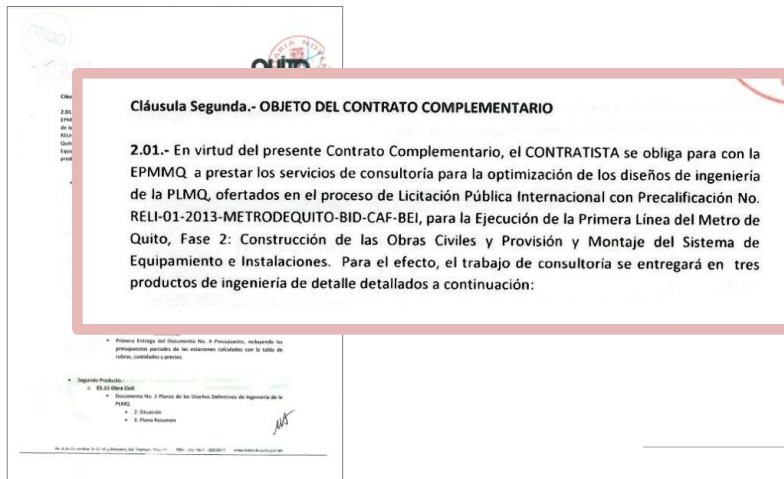 quito
Cláusula Segunda.- OBJETO DEL CONTRATO COMPLEMENTARIO
2.01.- En virtud del presente Contrato Complementario, el CONTRATISTA se obliga para con la
EPMMQ a prestar los servicios de consultoría para la optimización de los diseños de ingeniería
de la PLMQ, ofertados en el proceso de Licitación Pública Internacional con Precalificación No.
RELI-01-2013-METRODEQUITO-BID-CAF-BEI, para la Ejecución de la Primera Línea del Metro de
Quito, Fase 2: Construcción de las Obras Civiles y Provisión y Montaje del Sistema de
Equipamiento e Instalaciones. Para el efecto, el trabajo de consultoría se entregará en tres
productos de ingeniería de detalle detallados a continuación:
• Primera Entrega del Documento No. 4 Presupuesto, incluyendo los
presupuestos parciales de las estaciones calculadas con la tabla de
rubros, cantidades y precios.
• Segundo Producto.-
o E5.11 Obra Civil
• Documento No. 2 Planos de los Diseños Definitivos de Ingeniería de la
PLMQ
• 2. Situación
• 3. Plano Resumen